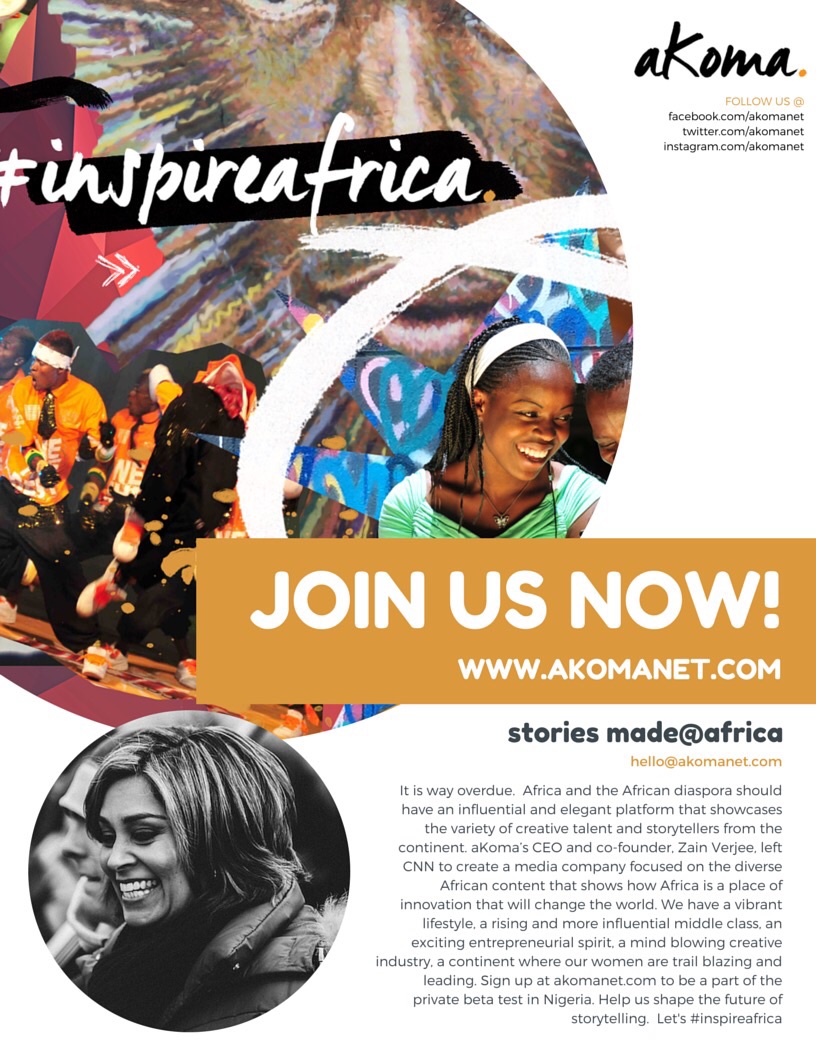 aKoma.
FOLLOW US @
facebook.com/akomanet
twitter.com/akomanet
instagram.com/akomanet
#inspireafrica.
JOIN US NOW!
WWW.AKOMANET.COM
stories made@africa
hello@akomanet.com
It is way overdue.  Africa and the African diaspora should
have an influential and elegant platform that showcases
the variety of creative talent and storytellers from the
continent. aKoma's CEO and co-founder, Zain Verjee, left
CNN to create a media company focused on the diverse
African content that shows how Africa is a place of
innovation that will change the world. We have a vibrant
lifestyle, a rising and more influential middle class, an
exciting entrepreneurial spirit, a mind blowing creative
industry, a continent where our women are trail blazing and
leading. Sign up at akomanet.com to be a part of the
private beta test in Nigeria. Help us shape the future of
storytelling.  Let's #inspireafrica